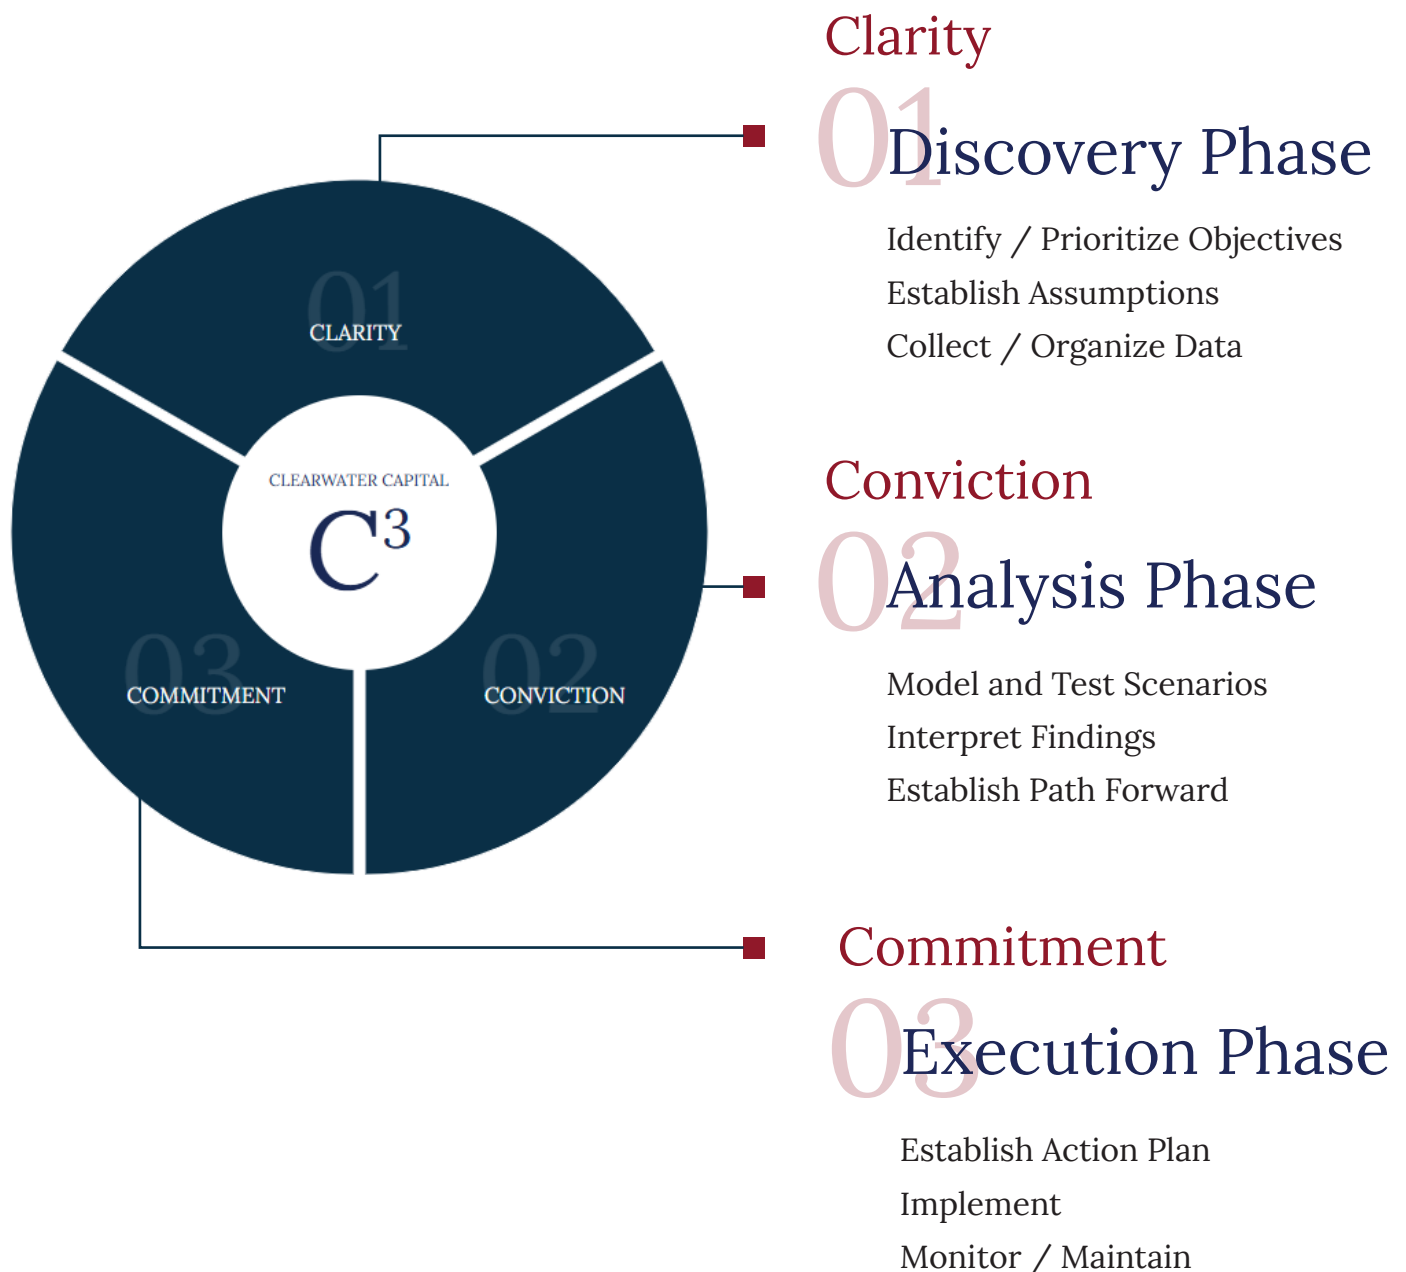 01
CLARITY
CLEARWATER CAPITAL
C³
03
COMMITMENT
02
CONVICTION
Clarity
01
Discovery Phase
Identify / Prioritize Objectives
Establish Assumptions
Collect / Organize Data
Conviction
02
Analysis Phase
Model and Test Scenarios
Interpret Findings
Establish Path Forward
Commitment
03
Execution Phase
Establish Action Plan
Implement
Monitor / Maintain